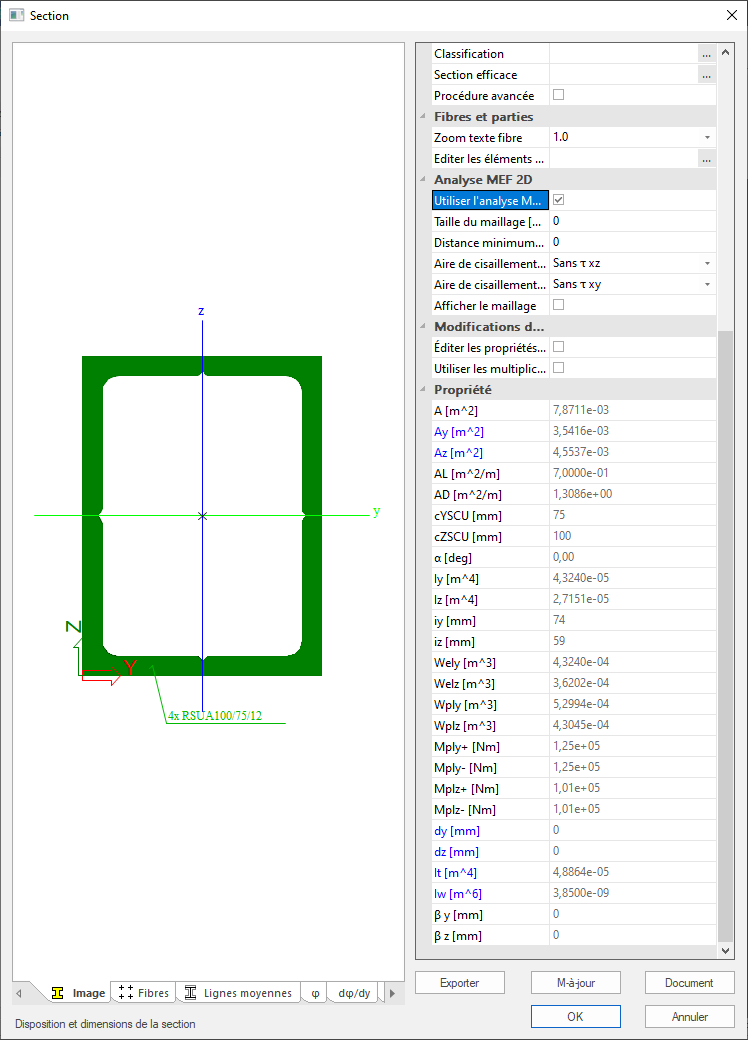 Section
Classification ...
Section efficace ...
Procédure avancée
Fibres et parties
Zoom texte fibre 1.0
Editer les éléments ... ...
Analyse MEF 2D
Utiliser l'analyse M...
Taille du maillage [... 0
Distance minimum... 0
Aire de cisaillement... Sans τ xz
Aire de cisaillement... Sans τ xy
Afficher le maillage
Modifications d...
Éditer les propriétés...
Utiliser les multiplic...
Propriété
A [m^2] 7,8711e-03
Ay [m^2] 3,5416e-03
Az [m^2] 4,5537e-03
AL [m^2/m] 7,0000e-01
AD [m^2/m] 1,3086e+00
cYSCU [mm] 75
cZSCU [mm] 100
α [deg] 0,00
Iy [m^4] 4,3240e-05
Iz [m^4] 2,7151e-05
iy [mm] 74
iz [mm] 59
Wely [m^3] 4,3240e-04
Welz [m^3] 3,6202e-04
Wply [m^3] 5,2994e-04
Wplz [m^3] 4,3045e-04
Mply+ [Nm] 1,25e+05
Mply- [Nm] 1,25e+05
Mplz+ [Nm] 1,01e+05
Mplz- [Nm] 1,01e+05
dy [mm] 0
dz [mm] 0
It [m^4] 4,8864e-05
Iw [m^6] 3,8500e-09
β y [mm] 0
β z [mm] 0
z
y
Z
Y
4x RSUA100/75/12
Image Fibres Lignes moyennes φ dφ/dy
Exporter M-à-jour Document
OK Annuler
Disposition et dimensions de la section